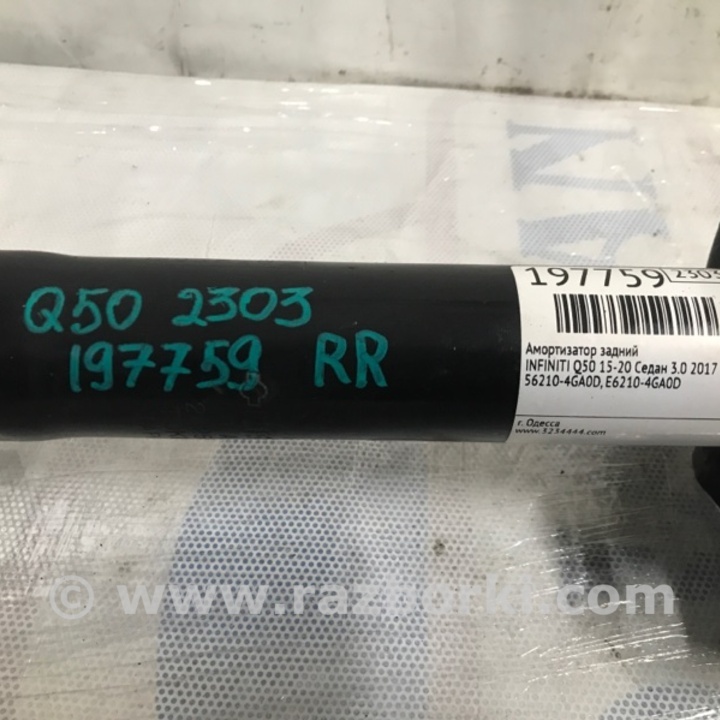 Q50 2303
197759 RR
197759 2303
Амортизатор задний
INFINITI Q50 15-20 Седан 3.0 2017
56210-4GA0D, E6210-4GA0D
г. Одесса
www.3234444.com
© www.razborki.com